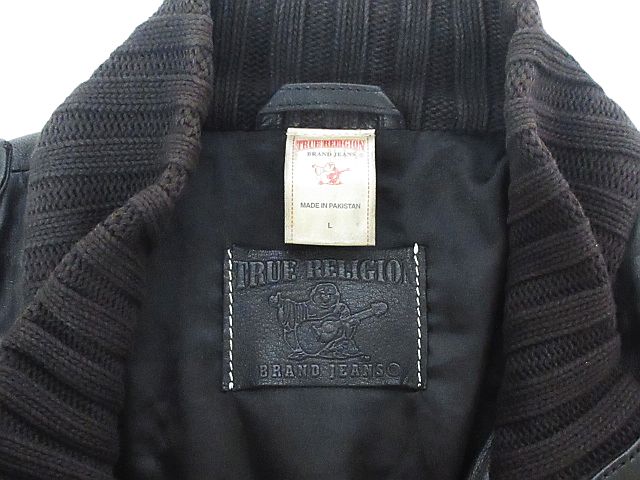 TRUE RELIGION
BRAND JEANS®
MADE IN PAKISTAN
L
TRUE RELIGION
BRAND JEANS®